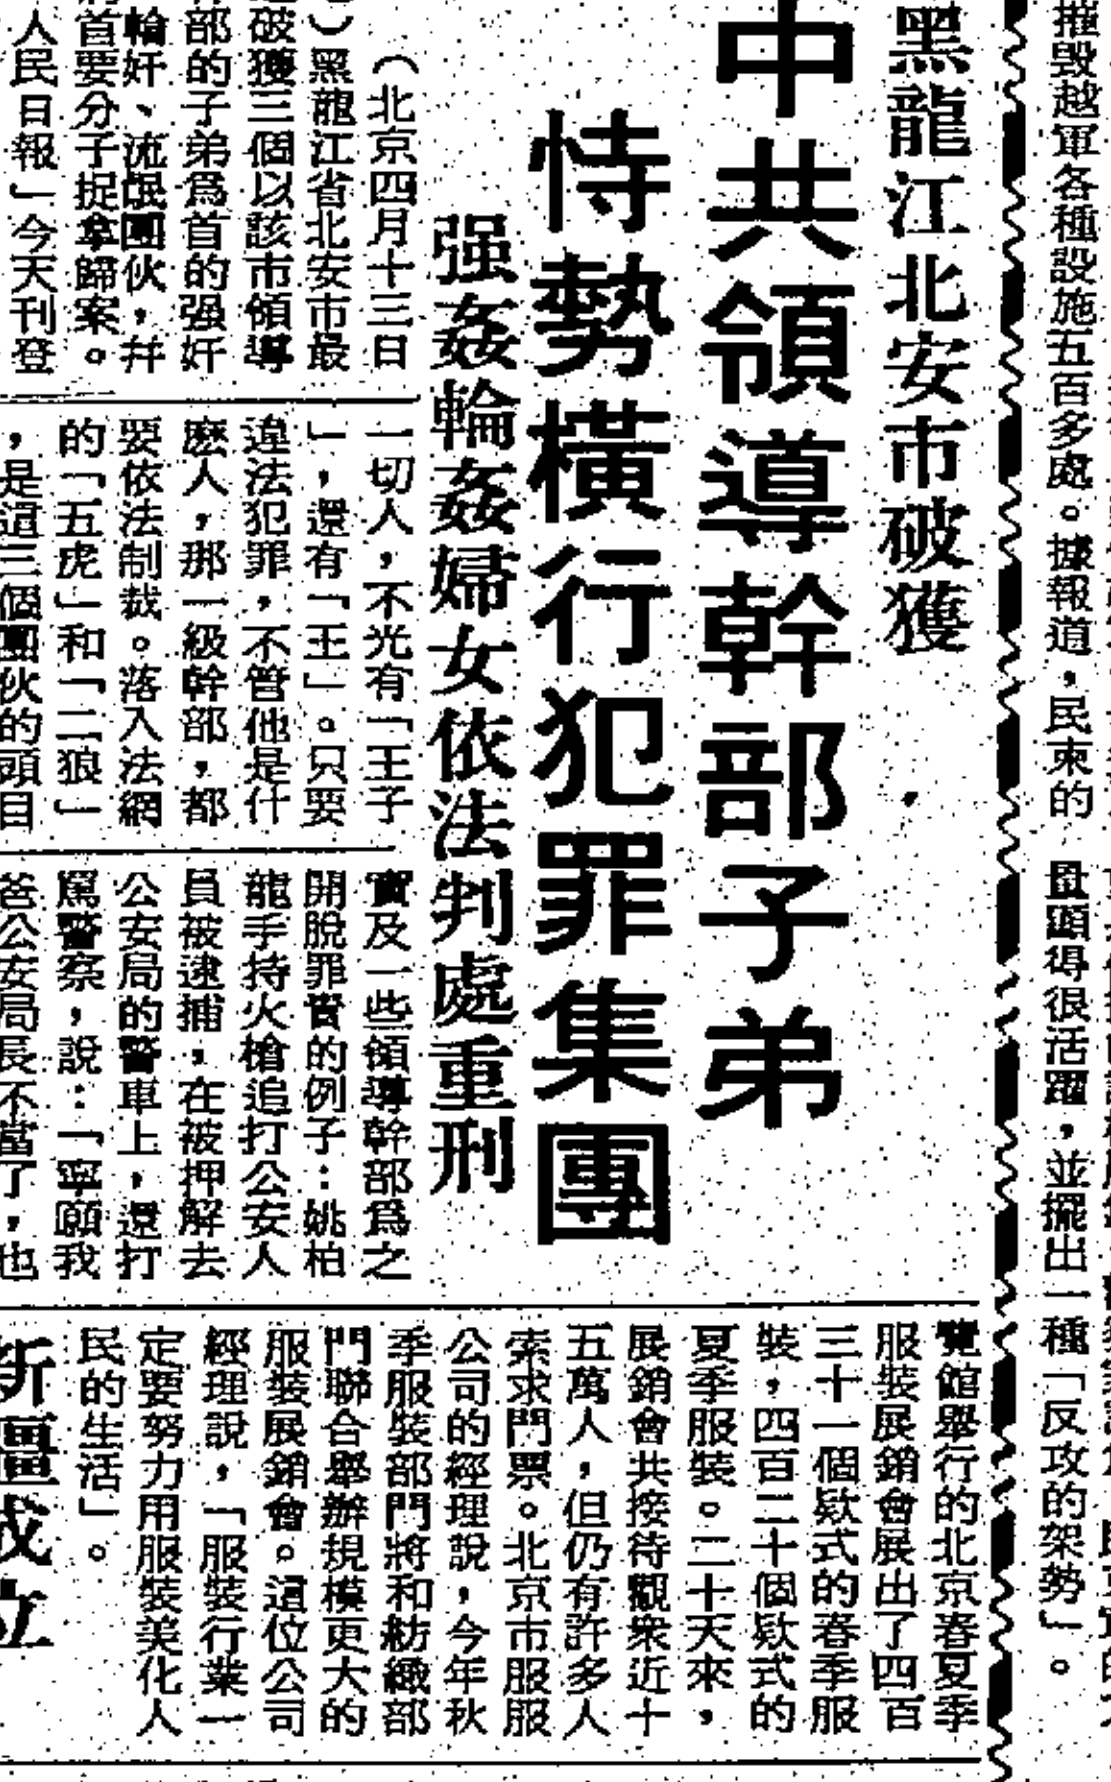 摧毀越軍各種設施五百多處。據報道，民柬的
顯得很活躍，並擺出一種「反攻的架勢」。
黑龍江北安市破獲
中共領導幹部子弟
恃勢橫行犯罪集團
强姦輪姦婦女依法判處重刑
（北京四月十三日
）黑龍江省北安市最
破獲三個以該市領導
部的子弟爲首的强奸
輪奸、流氓團伙，幷
首要分子捉拿歸案。
人民日報」今天刊登
一切人，不光有「王子
」，還有「王」。只要
違法犯罪，不管他是什
麽人，那一級幹部，都
要依法制裁。落入法網
的「五虎」和「二狼」
，是這三個團伙的頭目
實及一些領導幹部爲之
開脫罪責的例子：姚柏
龍手持火槍追打公安人
員被逮捕，在被押解去
公安局的警車上，還打
駡警察，說：「寧願我
爸公安局長不當了，也
覽館舉行的北京春夏季
服裝展銷會展出了四百
三十一個欵式的春季服
裝，四百二十個欵式的
夏季服裝。二十天來，
展銷會共接待觀衆近十
五萬人，但仍有許多人
索求門票。北京市服服
公司的經理說，今年秋
季服裝部門將和紡織部
門聯合舉辦規模更大的
服裝展銷會。這位公司
經理說，「服裝行業一
定要努力用服裝美化人
民的生活」。
新疆成立